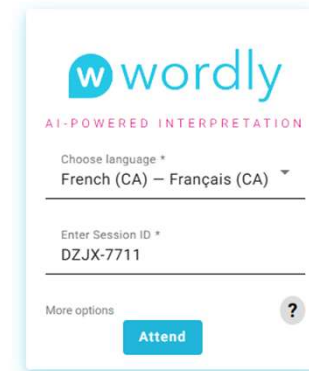 w wordly
AI-POWERED INTERPRETATION
Choose language *
French (CA) — Français (CA)
Enter Session ID *
DZJX-7711
More options
?
Attend